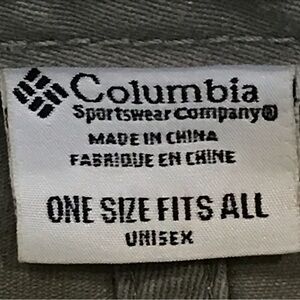 Columbia
Sportswear Company®
MADE IN CHINA
FABRIQUE EN CHINE
ONE SIZE FITS ALL
UNISEX